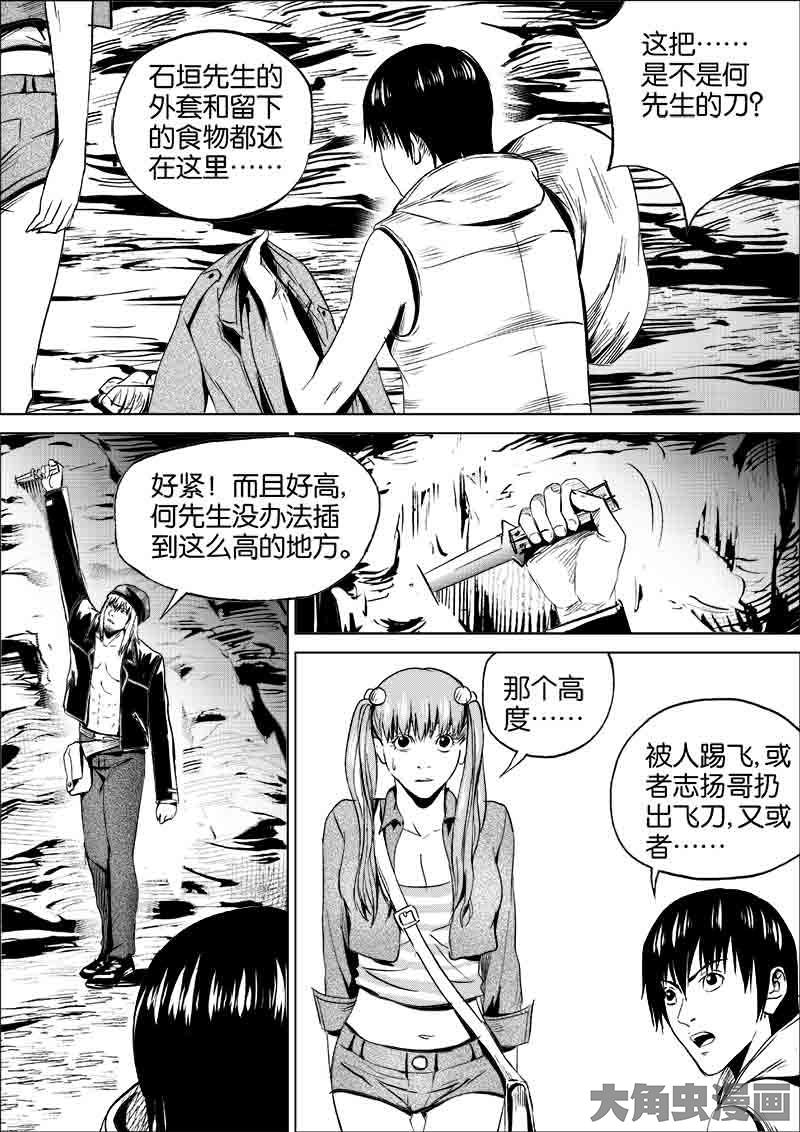 石垣先生的
外套和留下
的食物都还
在这里……
这把……
是不是何
先生的刀?
好紧！而且好高，
何先生没办法插
到这么高的地方。
那个高
度……
被人踢飞，或
者志扬哥扔
出飞刀，又或
者……
大角虫漫画